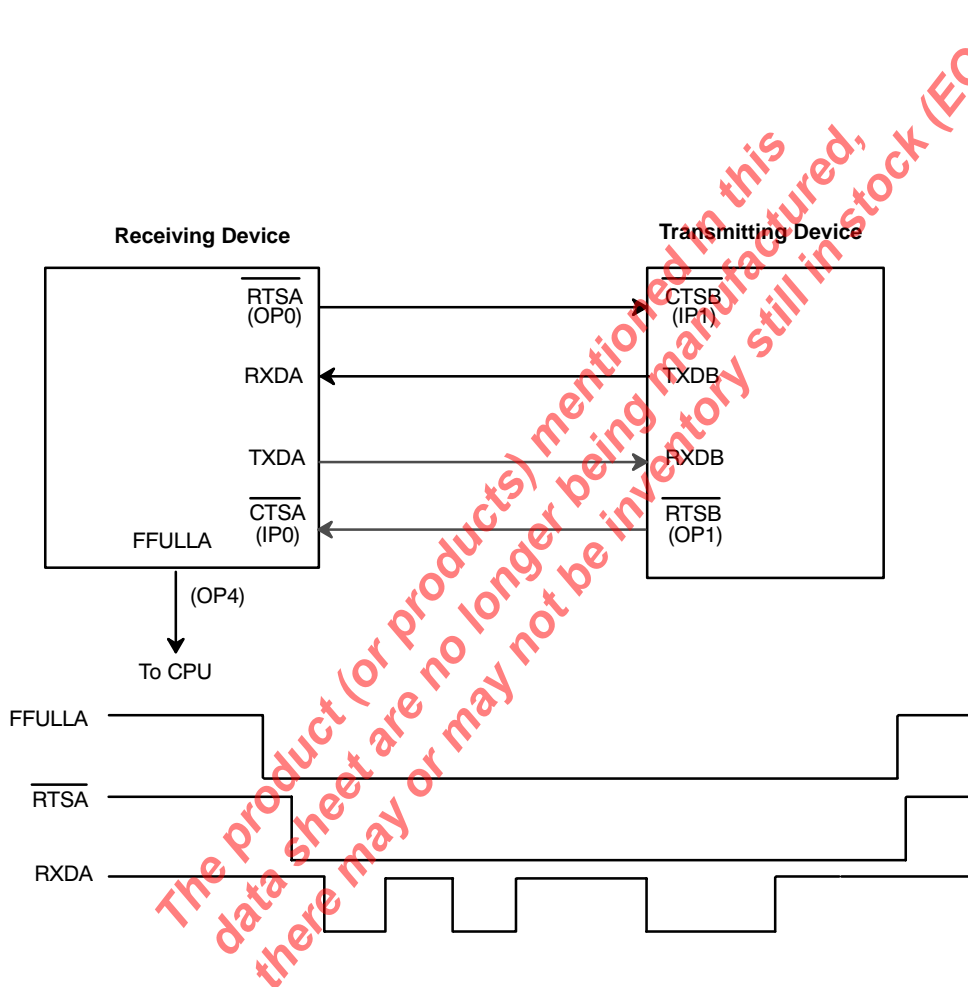 Receiving Device
Transmitting Device
RTSA
(OP0)
CTSB
(IP1)
RXDA
TXDB
TXDA
RXDB
CTSA
(IP0)
RTSB
(OP1)
FFULLA
(OP4)
To CPU
FFULLA
RTSA
RXDA
The product (or products) mentioned in this
data sheet are no longer being manufactured,
there may or may not be inventory still in stock (EO